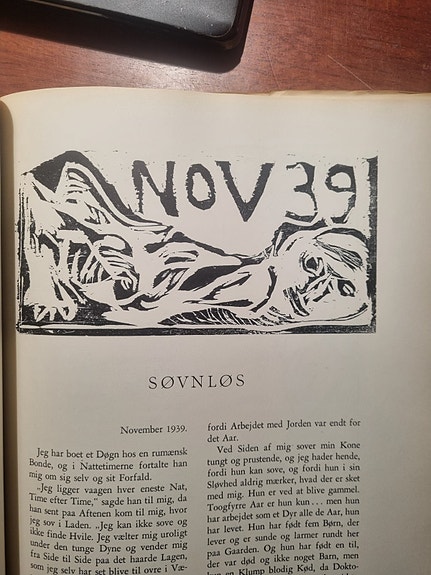 NOV 39
SØVNLØS
November 1939.
Jeg har boet et Døgn hos en rumænsk
Bonde, og i Nattetimerne fortalte han
mig om sig selv og sit Forfald.
„Jeg ligger vaagen hver eneste Nat,
Time efter Time,” sagde han til mig, da
han sent paa Aftenen kom til mig, hvor
jeg sov i Laden. „Jeg kan ikke sove og
ikke finde Hvile. Jeg vælter mig uroligt
under den tunge Dyne og vender mig
fra Side til Side paa det haarde Lagen,
som jeg selv har set blive til ovre i Væ-
fordi Arbejdet med Jorden var endt for
det Aar.
Ved Siden af mig sover min Kone
tungt og prustende, og jeg hader hende,
fordi hun kan sove, og fordi hun i sin
Sløvhed aldrig mærker, hvad der er sket
med mig. Hun er ved at blive gammel.
Toogfyrre Aar er hun kun . . . men hun
har arbejdet som et Dyr alle de Aar, hun
har levet. Hun har født fem Børn, der
lever og er sunde og larmer rundt her
paa Gaarden. Og hun har født en til,
der var død og ikke noget Barn, men
en Klump blodig Kød, da Dokto-